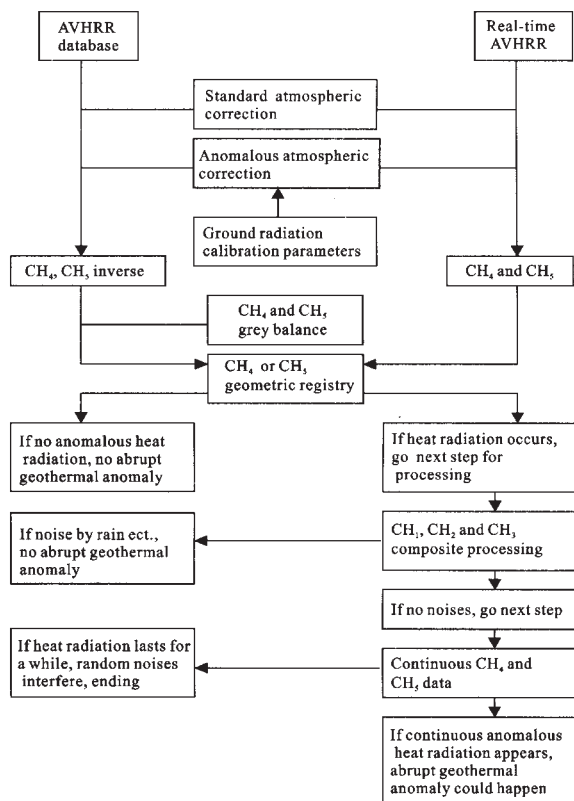 AVHRR
database
Real-time
AVHRR
Standard atmospheric
correction
Anomalous atmospheric
correction
Ground radiation
calibration parameters
CH₄, CH₅ inverse
CH₄ and CH₅
CH₄ and CH₅
grey balance
CH₄ or CH₅
geometric registry
If no anomalous heat
radiation, no abrupt
geothermal anomaly
If heat radiation occurs,
go next step for
processing
If noise by rain ect.,
no abrupt geothermal
anomaly
CH₁, CH₂ and CH₃
composite processing
If no noises, go next step
If heat radiation lasts for
a while, random noises
interfere, ending
Continuous CH₄ and
CH₅ data
If continuous anomalous
heat radiation appears,
abrupt geothermal
anomaly could happen